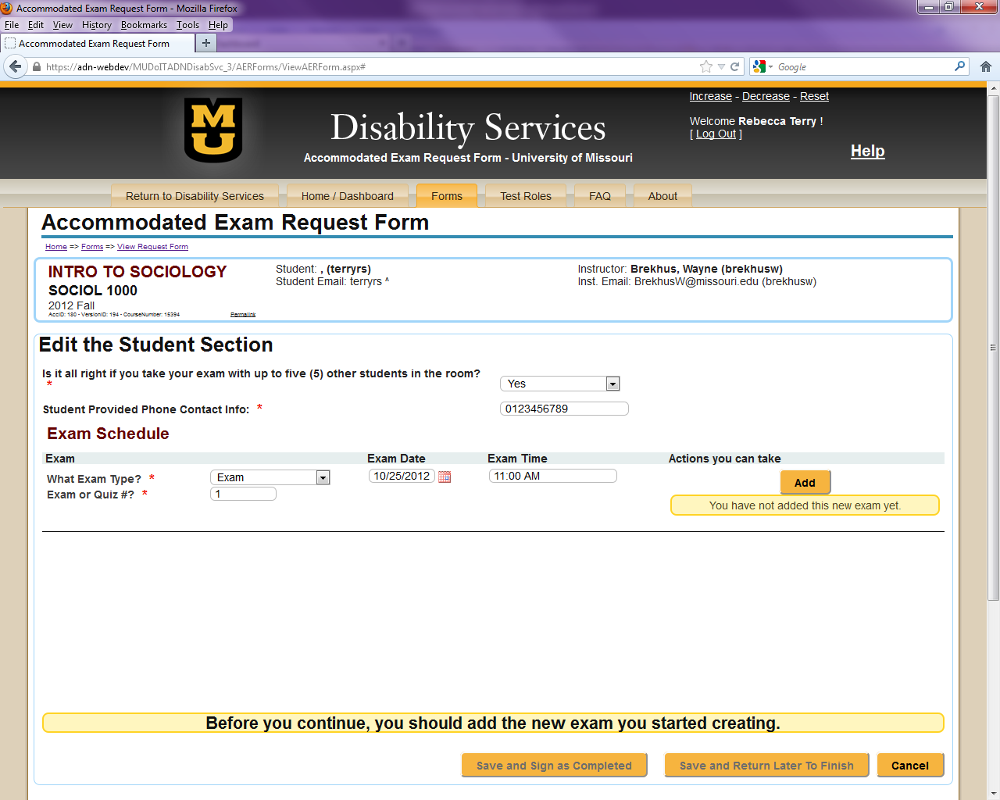 Accommodated Exam Request Form - Mozilla Firefox
File Edit View History Bookmarks Tools Help
Accommodated Exam Request Form
https://adn-webdev/MUDoITADNDisabSvc_3/AERForms/ViewAERForm.aspx#
Google
MU
Disability Services
Accommodated Exam Request Form - University of Missouri
Increase - Decrease - Reset
Welcome Rebecca Terry !
[ Log Out ]
Help
Return to Disability Services Home / Dashboard Forms Test Roles FAQ About
Accommodated Exam Request Form
Home => Forms => View Request Form
INTRO TO SOCIOLOGY
SOCIOL 1000
2012 Fall
AccID: 180 - VersionID: 194 - CourseNumber: 15394 Permalink
Student: , (terryrs)
Student Email: terryrs ^
Instructor: Brekhus, Wayne (brekhusw)
Inst. Email: BrekhusW@missouri.edu (brekhusw)
Edit the Student Section
Is it all right if you take your exam with up to five (5) other students in the room?
* Yes
Student Provided Phone Contact Info: * 0123456789
Exam Schedule
Exam Exam Date Exam Time Actions you can take
What Exam Type? * Exam 10/25/2012 11:00 AM Add
Exam or Quiz #? * 1
You have not added this new exam yet.
Before you continue, you should add the new exam you started creating.
Save and Sign as Completed Save and Return Later To Finish Cancel